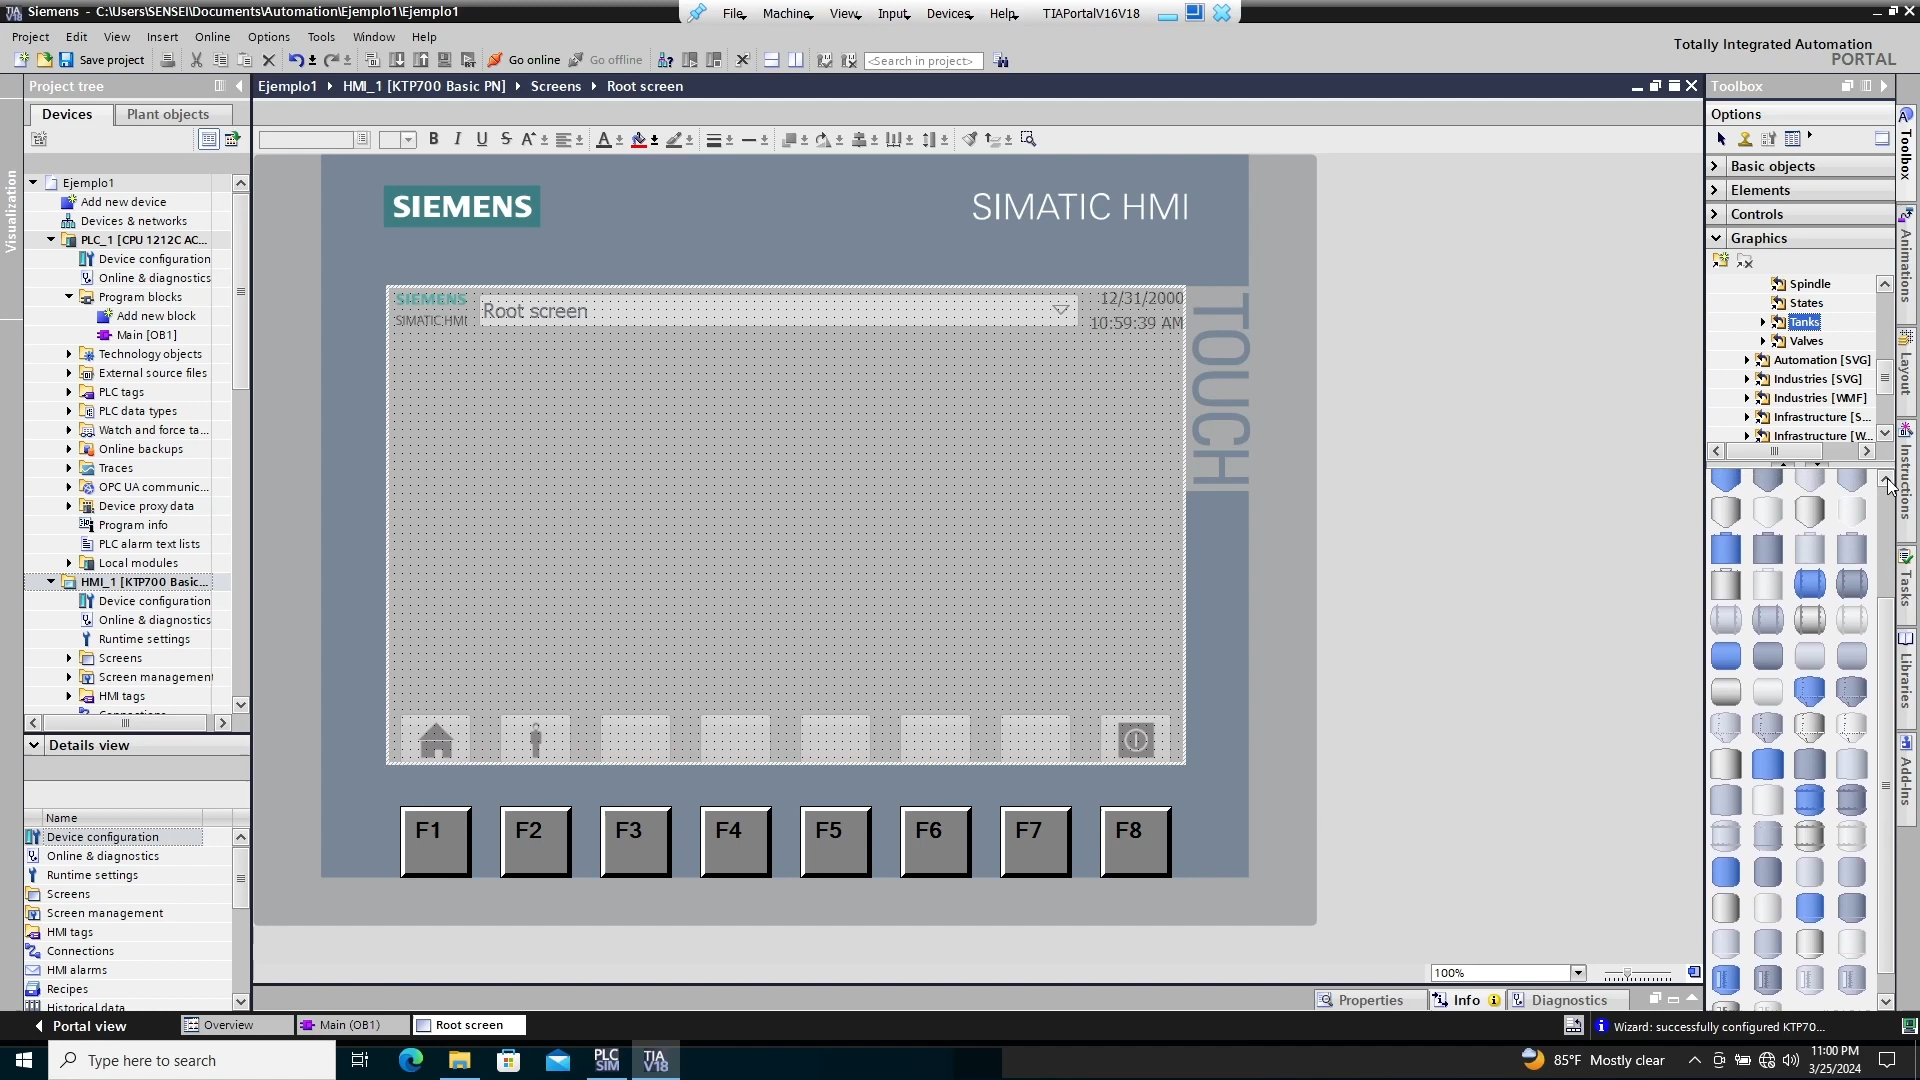 Siemens - C:\Users\SENSEI\Documents\Automation\Ejemplo1\Ejemplo1
File Machine View Input Devices Help TIAPortalV16V18
Project Edit View Insert Online Options Tools Window Help
Totally Integrated Automation
PORTAL
Save project Go online Go offline <Search in project>
Project tree
Ejemplo1 HMI_1 [KTP700 Basic PN] Screens Root screen
Toolbox
Devices Plant objects
Options
Visualization
B I U S A A
Basic objects
Elements
Controls
Graphics
Spindle
States
Tanks
Valves
Automation [SVG]
Industries [SVG]
Industries [WMF]
Infrastructure [S...
Infrastructure [W...
Toolbox
Animations
Layout
Instructions
Tasks
Libraries
Add-Ins
Ejemplo1
Add new device
Devices & networks
PLC_1 [CPU 1212C AC...
Device configuration
Online & diagnostics
Program blocks
Add new block
Main [OB1]
Technology objects
External source files
PLC tags
PLC data types
Watch and force ta...
Online backups
Traces
OPC UA communic...
Device proxy data
Program info
PLC alarm text lists
Local modules
HMI_1 [KTP700 Basic...
Device configuration
Online & diagnostics
Runtime settings
Screens
Screen management
HMI tags
Connections
SIEMENS
SIMATIC HMI
SIEMENS
SIMATIC HMI
Root screen
12/31/2000
10:59:39 AM
TOUCH
F1 F2 F3 F4 F5 F6 F7 F8
Details view
Name
Device configuration
Online & diagnostics
Runtime settings
Screens
Screen management
HMI tags
Connections
HMI alarms
Recipes
Historical data
100%
Properties Info Diagnostics
Portal view Overview Main (OB1) Root screen
Wizard: successfully configured KTP70...
Type here to search
PLC
SIM
TIA
V18
85°F Mostly clear
11:00 PM
3/25/2024